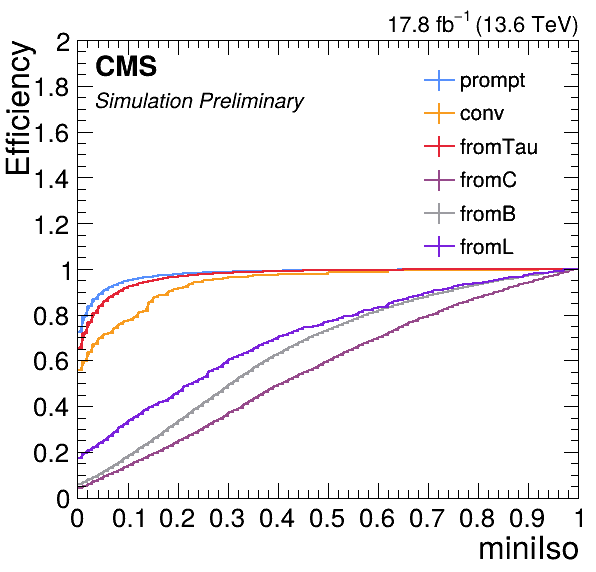 17.8 fb⁻¹ (13.6 TeV)
CMS
Simulation Preliminary
Efficiency
2
1.8
1.6
1.4
1.2
1
0.8
0.6
0.4
0.2
0
prompt
conv
fromTau
fromC
fromB
fromL
0 0.1 0.2 0.3 0.4 0.5 0.6 0.7 0.8 0.9 1
miniIso